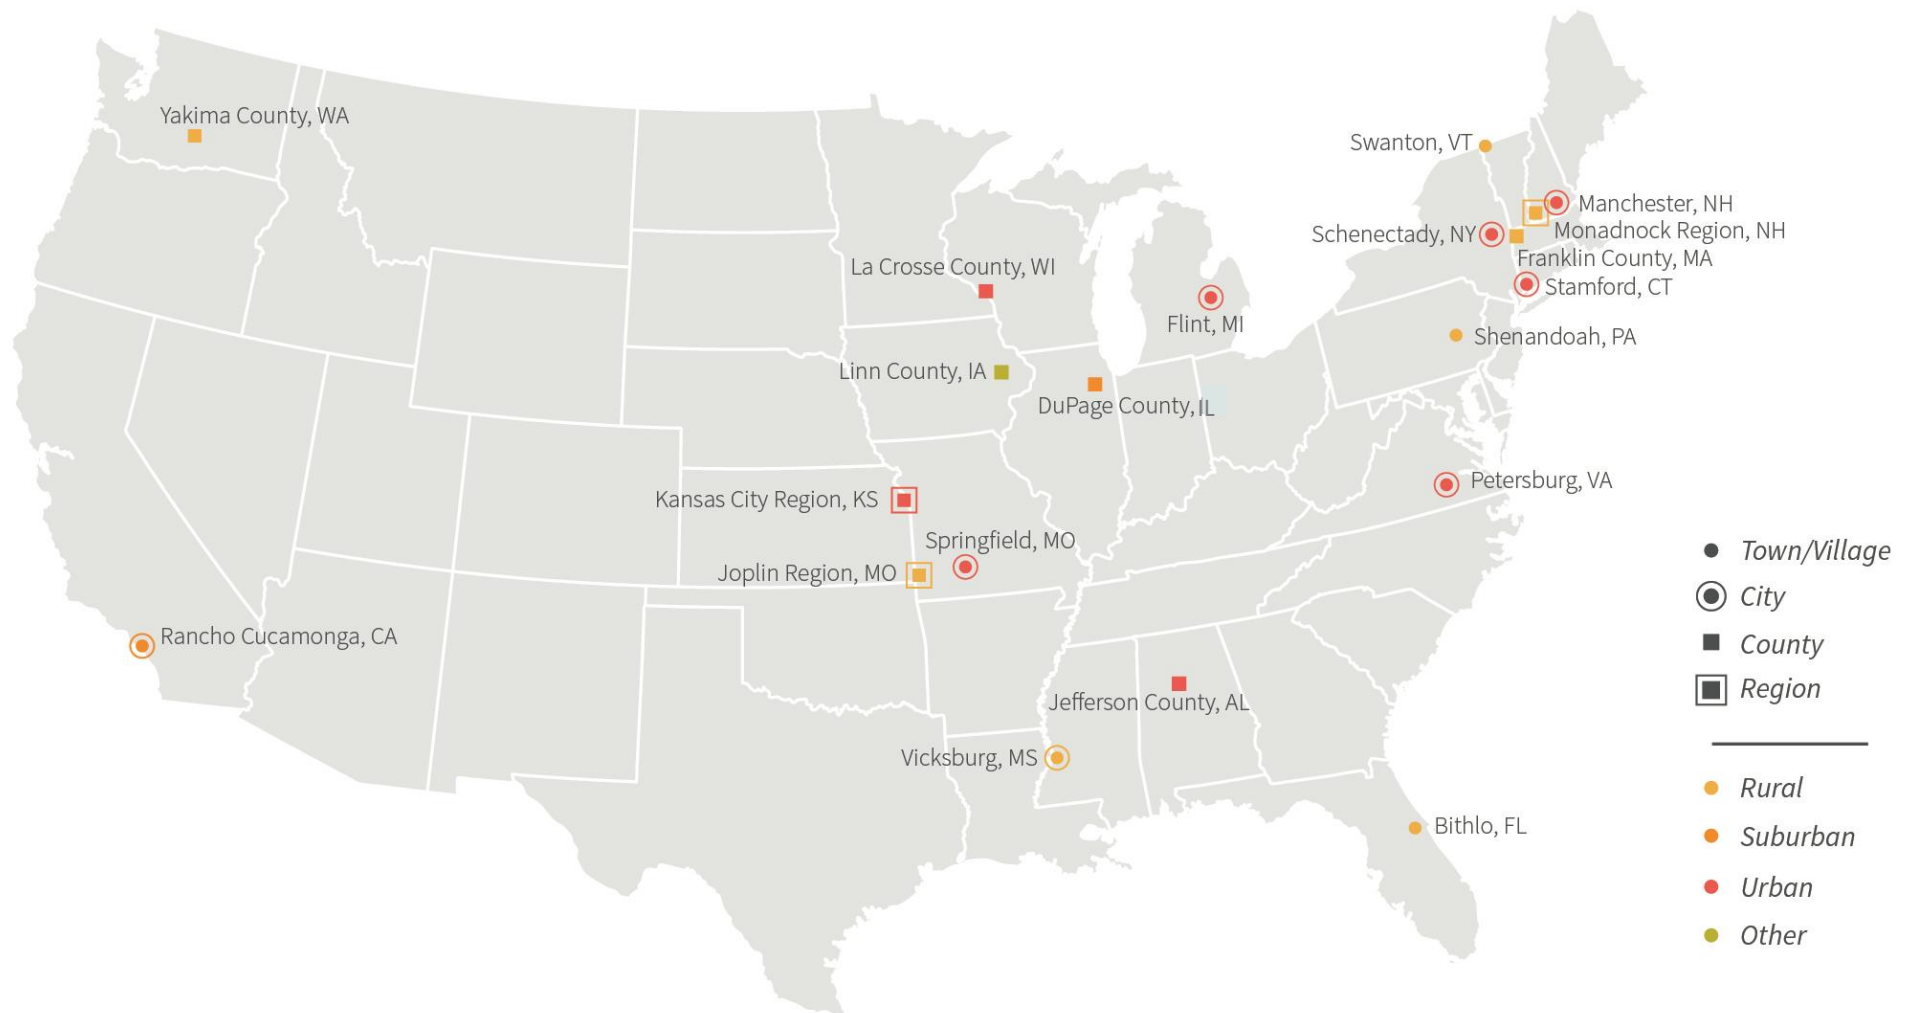 Yakima County, WA
Swanton, VT
Manchester, NH
Monadnock Region, NH
Schenectady, NY
Franklin County, MA
La Crosse County, WI
Stamford, CT
Flint, MI
Shenandoah, PA
Linn County, IA
DuPage County, IL
Petersburg, VA
Kansas City Region, KS
Springfield, MO
Joplin Region, MO
Rancho Cucamonga, CA
Jefferson County, AL
Vicksburg, MS
Bithlo, FL
Town/Village
City
County
Region
Rural
Suburban
Urban
Other